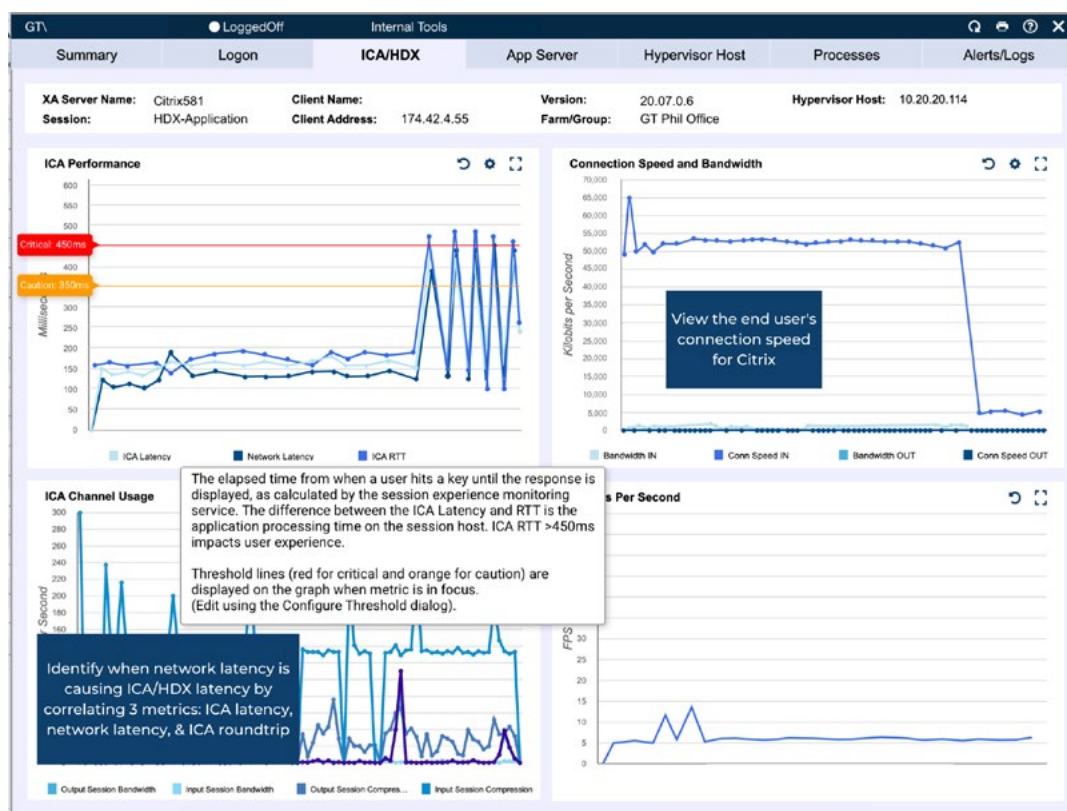 GT\ LoggedOff Internal Tools
Summary Logon ICA/HDX App Server Hypervisor Host Processes Alerts/Logs
XA Server Name: Citrix581 Client Name: Version: 20.07.0.6 Hypervisor Host: 10.20.20.114
Session: HDX-Application Client Address: 174.42.4.55 Farm/Group: GT Phil Office
ICA Performance
600
550
500
Critical: 450ms
400
Caution: 350ms
300
250
200
150
100
50
0
ICA Latency Network Latency ICA RTT
Connection Speed and Bandwidth
70,000
65,000
60,000
55,000
50,000
45,000
40,000
35,000
30,000
25,000
20,000
15,000
10,000
5,000
0
Kilobits per Second
View the end user's
connection speed
for Citrix
Bandwidth IN Conn Speed IN Bandwidth OUT Conn Speed OUT
ICA Channel Usage
300
280
260
240
220
200
180
160
Second
The elapsed time from when a user hits a key until the response is
displayed, as calculated by the session experience monitoring
service. The difference between the ICA Latency and RTT is the
application processing time on the session host. ICA RTT >450ms
impacts user experience.
Threshold lines (red for critical and orange for caution) are
displayed on the graph when metric is in focus.
(Edit using the Configure Threshold dialog).
Identify when network latency is
causing ICA/HDX latency by
correlating 3 metrics: ICA latency,
network latency, & ICA roundtrip
Output Session Bandwidth Input Session Bandwidth Output Session Compres... Input Session Compression
Per Second
30
25
20
15
10
5
0
FPS